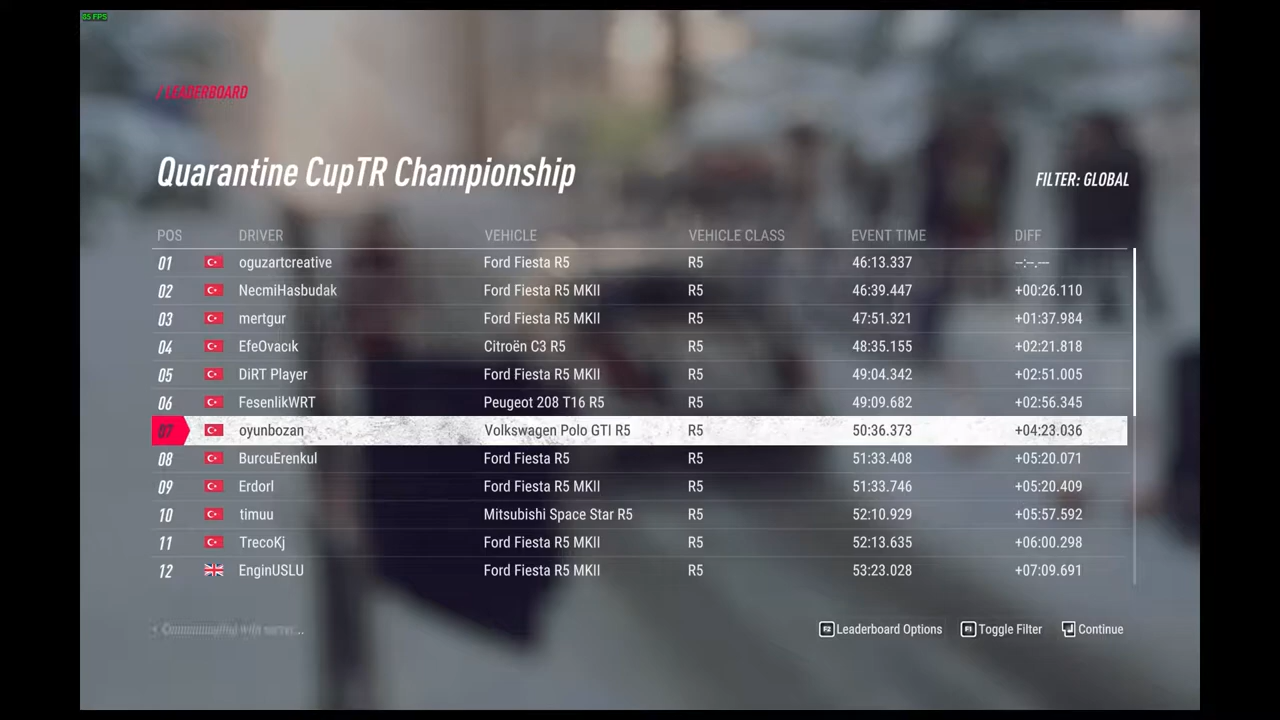 85 FPS
/ LEADERBOARD
Quarantine CupTR Championship
FILTER: GLOBAL
POS DRIVER VEHICLE VEHICLE CLASS EVENT TIME DIFF
01 oguzartcreative Ford Fiesta R5 R5 46:13.337 --:--.---
02 NecmiHasbudak Ford Fiesta R5 MKII R5 46:39.447 +00:26.110
03 mertgur Ford Fiesta R5 MKII R5 47:51.321 +01:37.984
04 EfeOvacık Citroën C3 R5 R5 48:35.155 +02:21.818
05 DiRT Player Ford Fiesta R5 MKII R5 49:04.342 +02:51.005
06 FesenlikWRT Peugeot 208 T16 R5 R5 49:09.682 +02:56.345
07 oyunbozan Volkswagen Polo GTI R5 R5 50:36.373 +04:23.036
08 BurcuErenkul Ford Fiesta R5 R5 51:33.408 +05:20.071
09 Erdorl Ford Fiesta R5 MKII R5 51:33.746 +05:20.409
10 timuu Mitsubishi Space Star R5 R5 52:10.929 +05:57.592
11 TrecoKj Ford Fiesta R5 MKII R5 52:13.635 +06:00.298
12 EnginUSLU Ford Fiesta R5 MKII R5 53:23.028 +07:09.691
F2 Leaderboard Options F1 Toggle Filter Continue